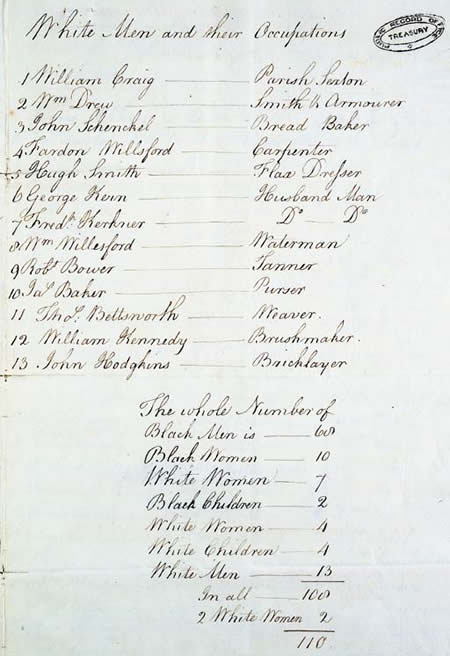 White Men and their Occupations
PUBLIC RECORD OFFICE
TREASURY
1 William Craig — Parish Sexton
2 Wm Drew — Smith & Armourer
3 John Schenckel — Bread Baker
4 Fardon Willsford — Carpenter
5 Hugh Smith — Flax Dresser
6 George Kein — Husband Man
7 Fredk. Kerkner — Do — Do
8 Wm Willesford — Waterman
9 Robt Bower — Tanner
10 Jas. Baker — Purser
11 Thos. Bettsworth — Weaver.
12 William Kennedy — Brushmaker.
13 John Hodgkins — Bricklayer
The whole Number of
Black Men is — 68
Black Women — 10
White Women — 7
Black Children — 2
White Women — 4
White Children — 4
White Men — 13
In all — 108
2 White Women 2
110